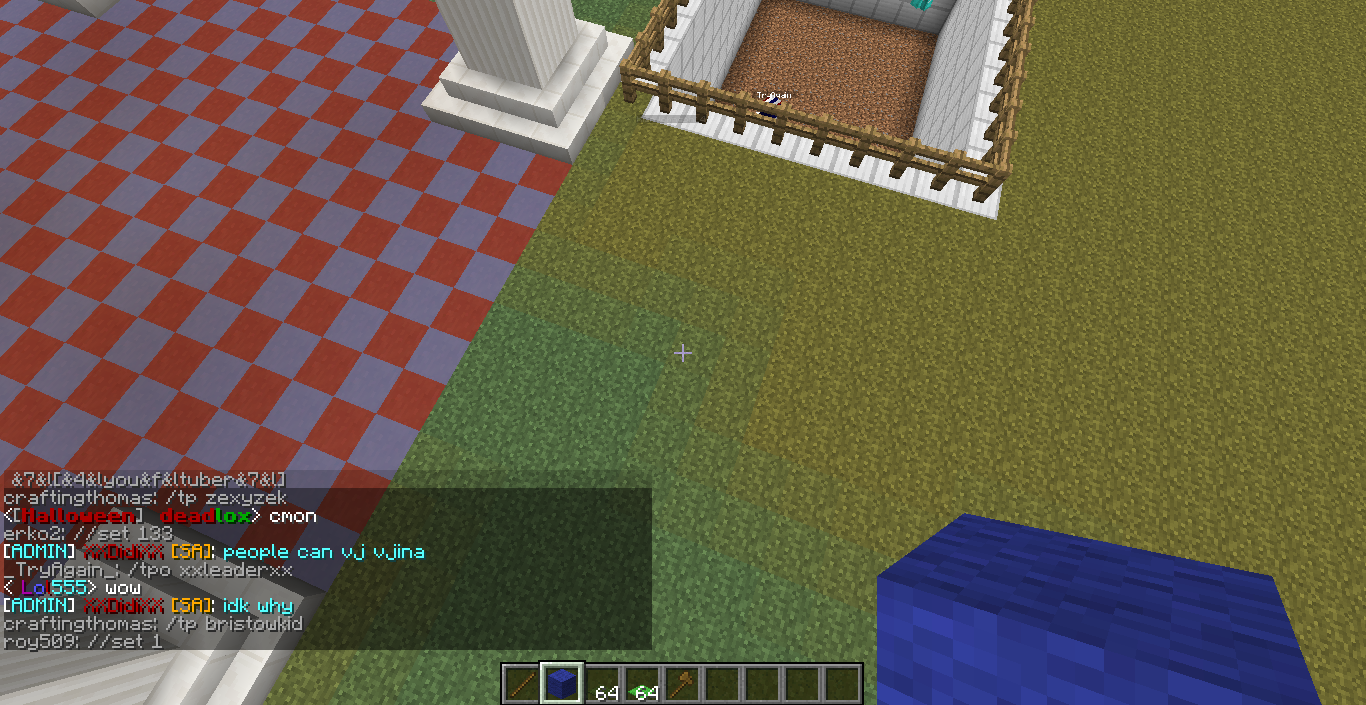 TryAgain
&7&l[&4&lyou&f&ltuber&7&l]
craftingthomas: /tp zexyzek
<[Halloween] deadlox> cmon
erko2: //set 133
[ADMIN] XXDidiXX [SA]: people can vj vjina
_TryAgain_: /tpo xxleaderxx
< Lol555> wow
[ADMIN] XXDidiXX [SA]: idk why
craftingthomas: /tp bristowkid
roy509: //set 1
64 64